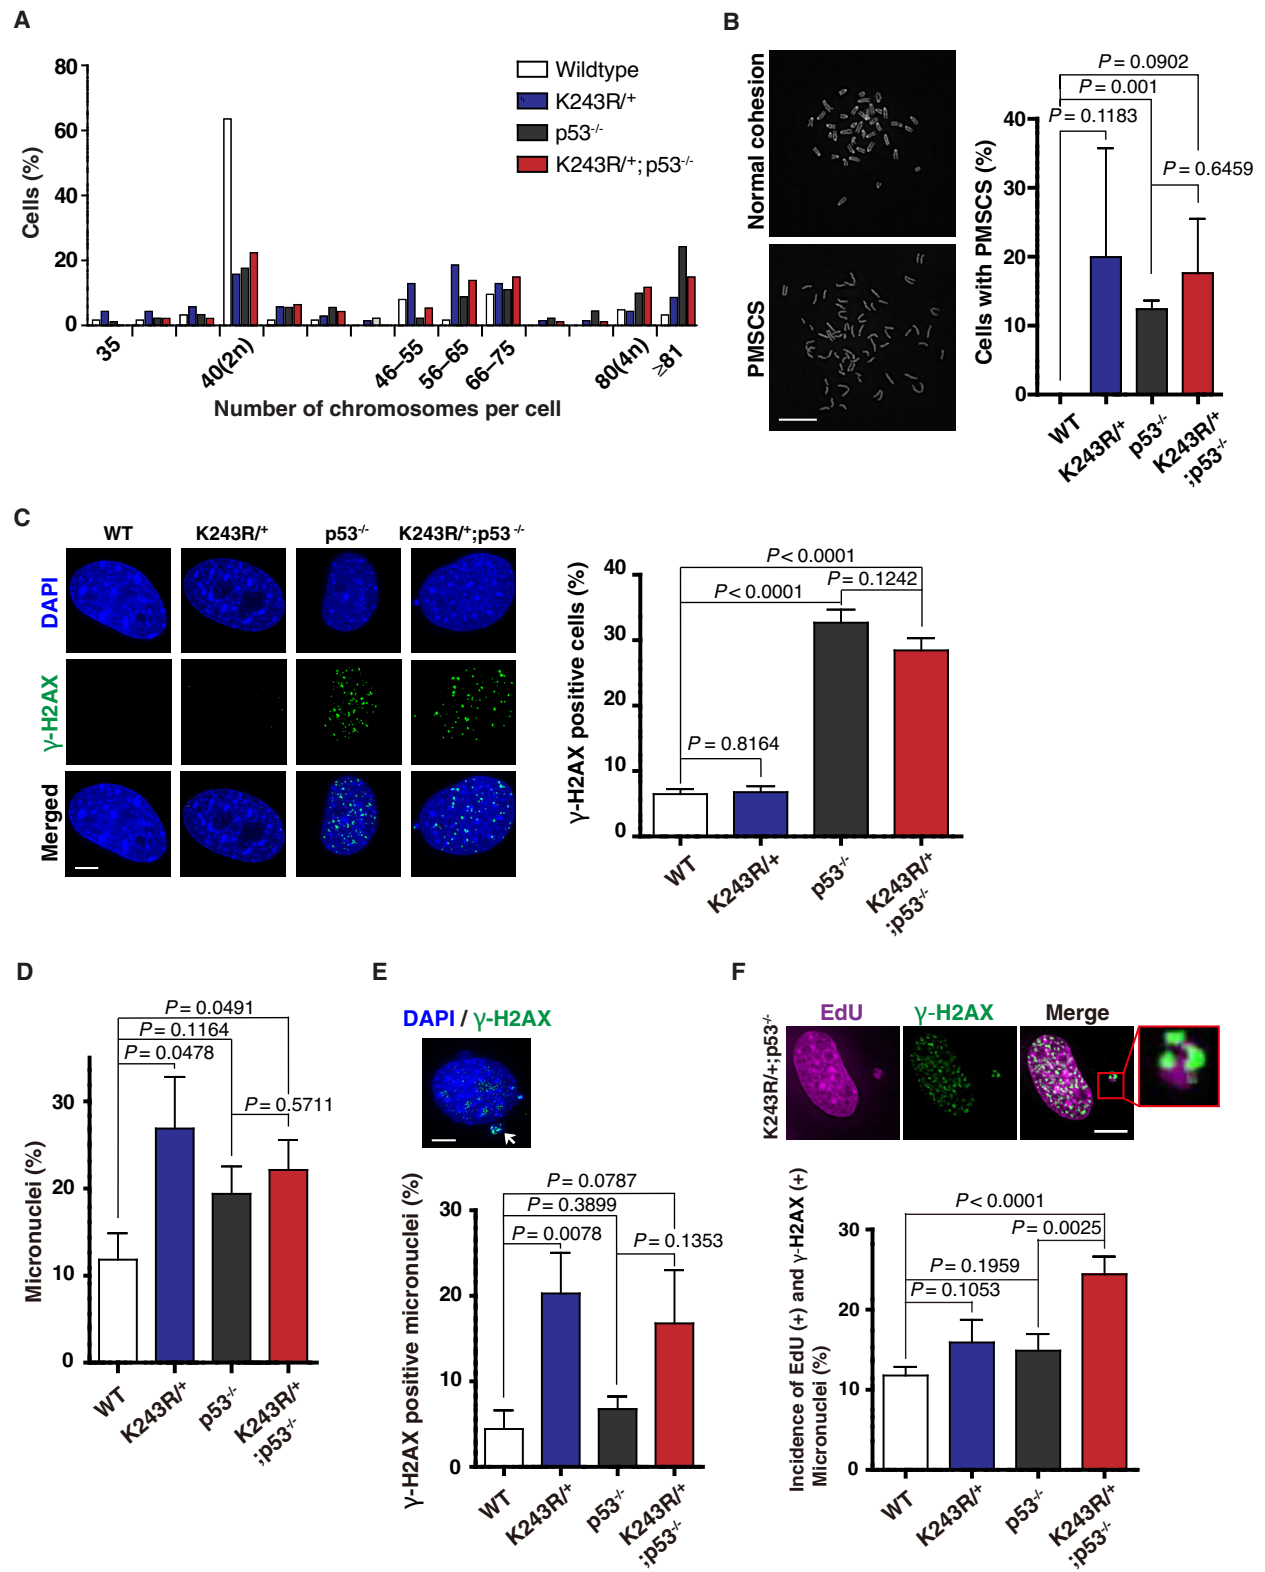 A
80
60
40
20
0
Cells (%)
Wildtype
K243R/+
p53-/-
K243R/+; p53-/-
35
40(2n)
46–55
56–65
66–75
80(4n)
≥81
Number of chromosomes per cell
B
Normal cohesion
PMSCS
P = 0.0902
P = 0.001
P = 0.1183
P = 0.6459
40
30
20
10
0
Cells with PMSCS (%)
WT
K243R/+
p53-/-
K243R/+
;p53-/-
C
WT
K243R/+
p53-/-
K243R/+;p53 -/-
DAPI
γ-H2AX
Merged
P < 0.0001
P = 0.1242
P < 0.0001
P = 0.8164
40
30
20
10
0
γ-H2AX positive cells (%)
WT
K243R/+
p53-/-
K243R/+
;p53-/-
D
P = 0.0491
P = 0.1164
P = 0.0478
P = 0.5711
30
20
10
0
Micronuclei (%)
WT
K243R/+
p53-/-
K243R/+
;p53-/-
E
DAPI / γ-H2AX
P = 0.0787
P = 0.3899
P = 0.0078
P = 0.1353
30
20
10
0
γ-H2AX positive micronuclei (%)
WT
K243R/+
p53-/-
K243R/+
;p53-/-
F
EdU
γ-H2AX
Merge
K243R/+;p53-/-
P < 0.0001
P = 0.0025
P = 0.1959
P = 0.1053
30
20
10
0
Incidence of EdU (+) and γ-H2AX (+)
Micronuclei (%)
WT
K243R/+
p53-/-
K243R/+
;p53-/-